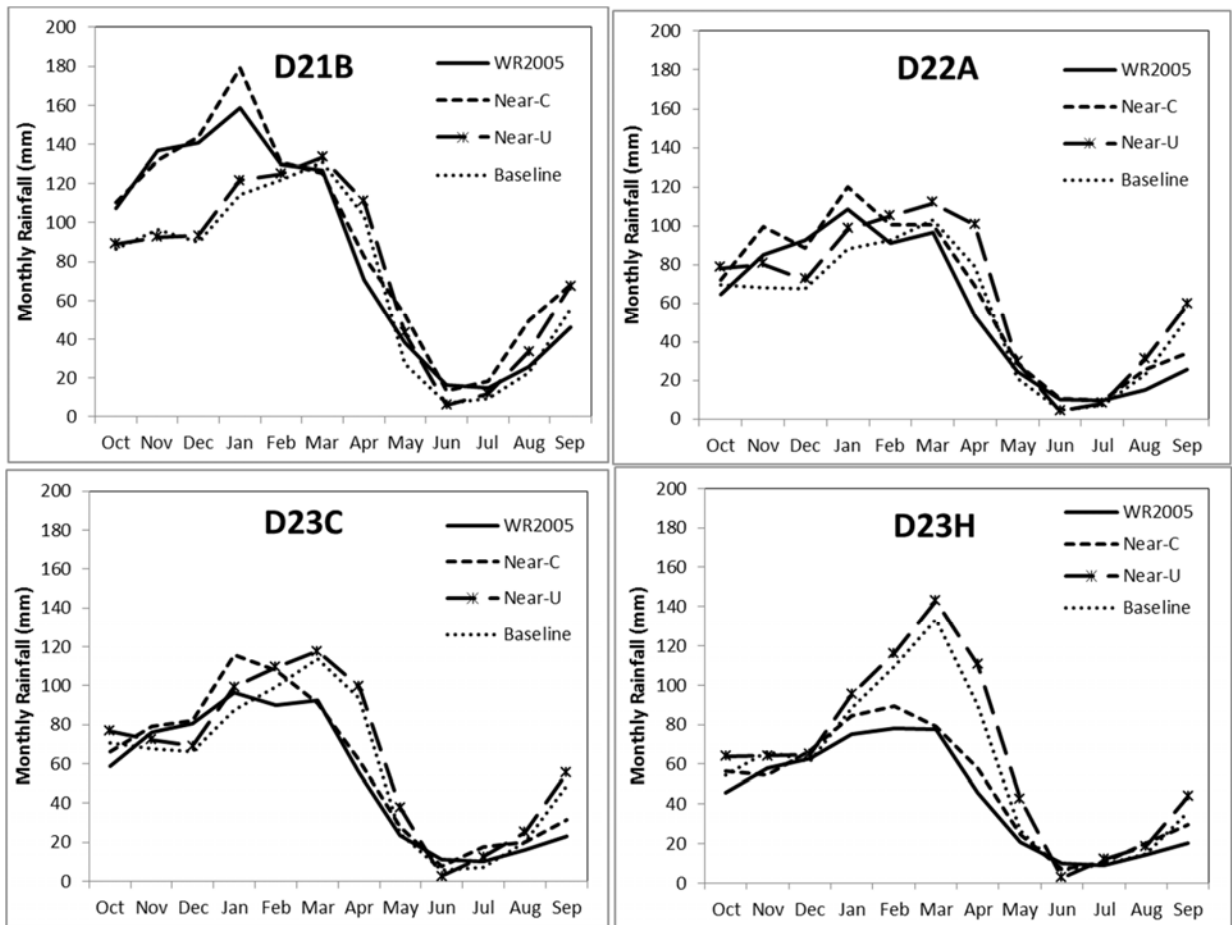 D21B
Monthly Rainfall (mm)
200
180
160
140
120
100
80
60
40
20
0
WR2005
Near-C
Near-U
Baseline
Oct Nov Dec Jan Feb Mar Apr May Jun Jul Aug Sep
D22A
Monthly Rainfall (mm)
200
180
160
140
120
100
80
60
40
20
0
WR2005
Near-C
Near-U
Baseline
Oct Nov Dec Jan Feb Mar Apr May Jun Jul Aug Sep
D23C
Monthly Rainfall (mm)
200
180
160
140
120
100
80
60
40
20
0
WR2005
Near-C
Near-U
Baseline
Oct Nov Dec Jan Feb Mar Apr May Jun Jul Aug Sep
D23H
Monthly Rainfall (mm)
200
180
160
140
120
100
80
60
40
20
0
WR2005
Near-C
Near-U
Baseline
Oct Nov Dec Jan Feb Mar Apr May Jun Jul Aug Sep